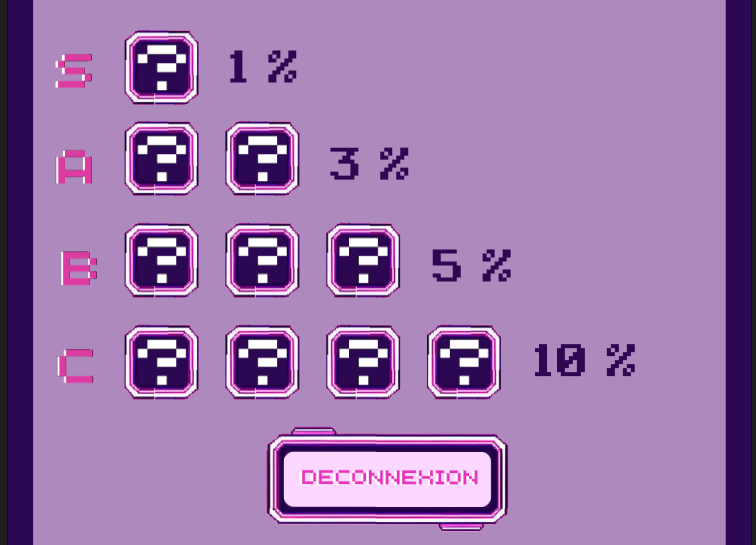 S ? 1 %
A ? ? 3 %
B ? ? ? 5 %
C ? ? ? ? 10 %
DECONNEXION